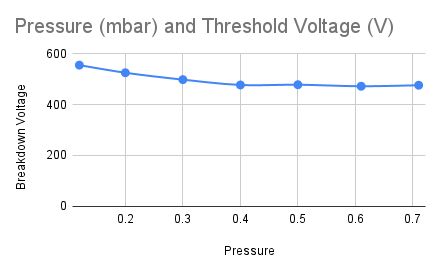 Pressure (mbar) and Threshold Voltage (V)
Breakdown Voltage
600
400
200
0
0.2 0.3 0.4 0.5 0.6 0.7
Pressure